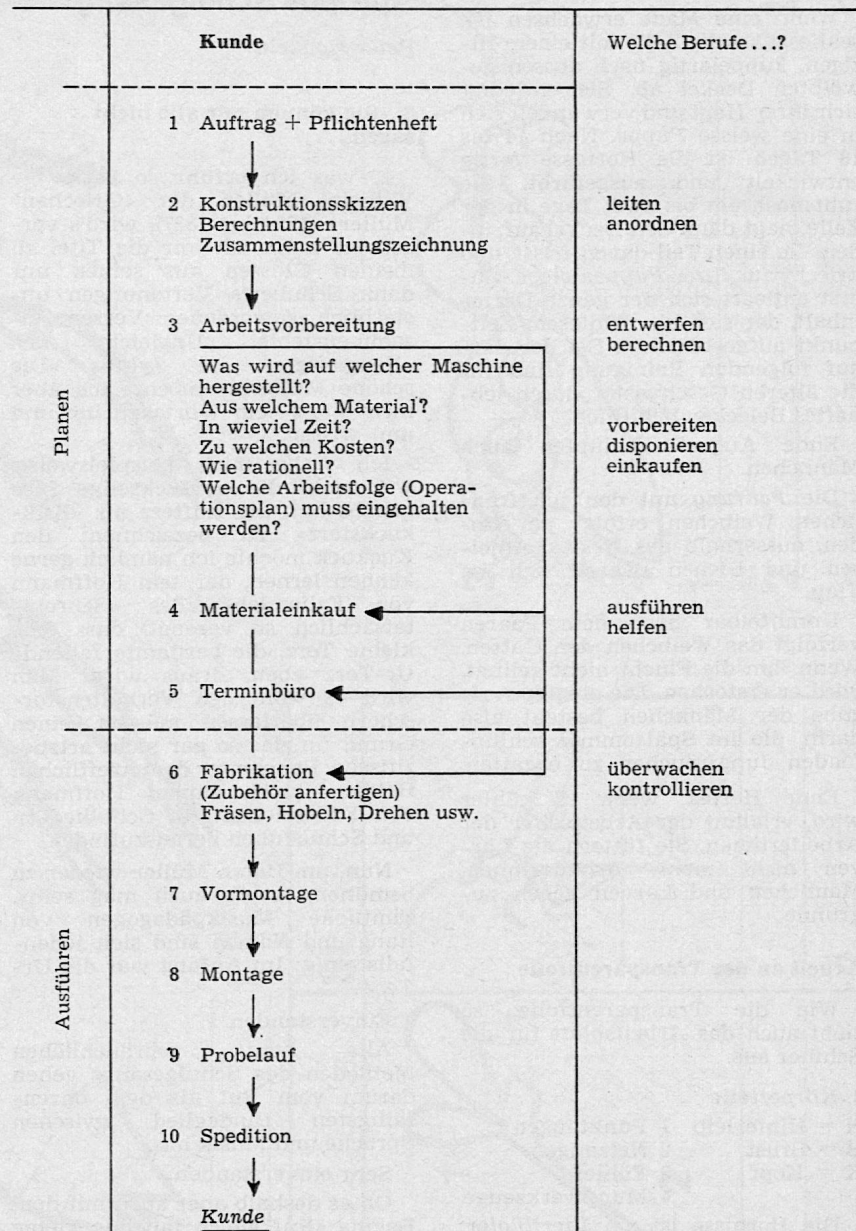 Kunde
Welche Berufe ...?
1 Auftrag + Pflichtenheft
2 Konstruktionsskizzen
Berechnungen
Zusammenstellungszeichnung
leiten
anordnen
3 Arbeitsvorbereitung
entwerfen
berechnen
Was wird auf welcher Maschine
hergestellt?
Aus welchem Material?
In wieviel Zeit?
Zu welchen Kosten?
Wie rationell?
Welche Arbeitsfolge (Opera-
tionsplan) muss eingehalten
werden?
vorbereiten
disponieren
einkaufen
Planen
4 Materialeinkauf
ausführen
helfen
5 Terminbüro
6 Fabrikation
(Zubehör anfertigen)
Fräsen, Hobeln, Drehen usw.
überwachen
kontrollieren
7 Vormontage
8 Montage
Ausführen
9 Probelauf
10 Spedition
Kunde